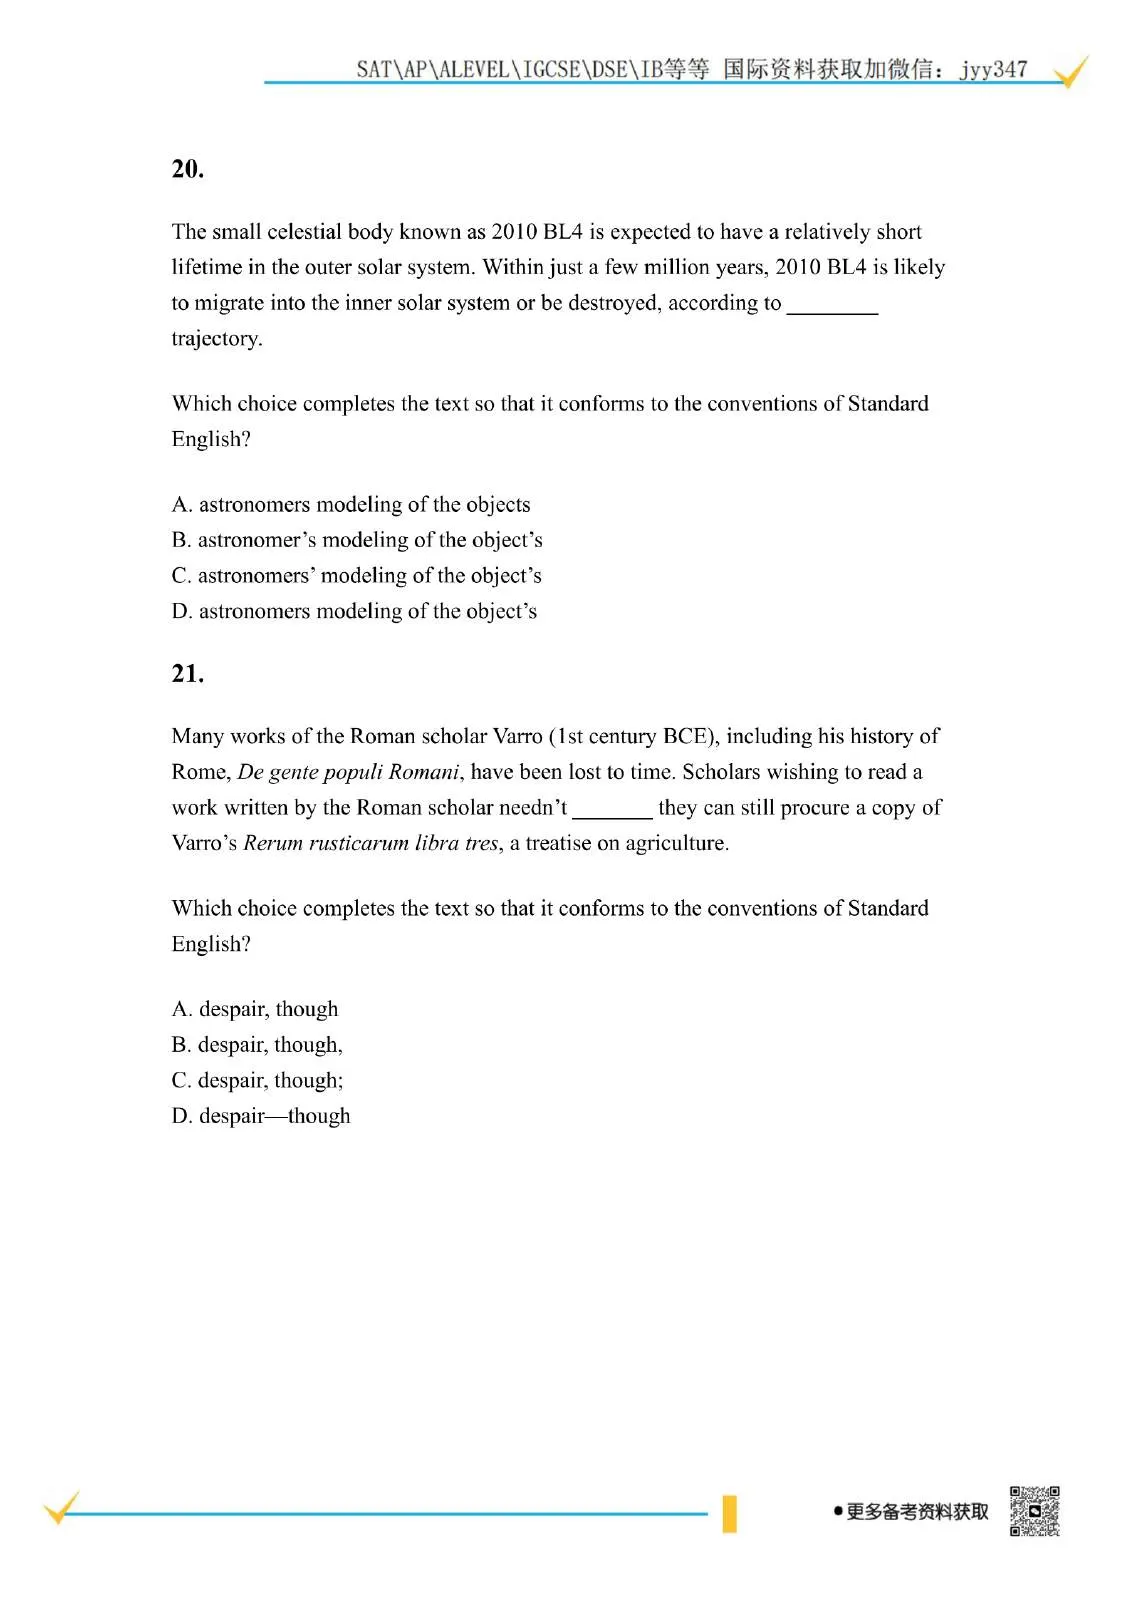 SAT\AP\ALEVEL\IGCSE\DSE\IB等等 国际资料获取加微信：jyy347
20.
The small celestial body known as 2010 BL4 is expected to have a relatively short
lifetime in the outer solar system. Within just a few million years, 2010 BL4 is likely
to migrate into the inner solar system or be destroyed, according to ________
trajectory.
Which choice completes the text so that it conforms to the conventions of Standard
English?
A. astronomers modeling of the objects
B. astronomer’s modeling of the object’s
C. astronomers’ modeling of the object’s
D. astronomers modeling of the object’s
21.
Many works of the Roman scholar Varro (1st century BCE), including his history of
Rome, De gente populi Romani, have been lost to time. Scholars wishing to read a
work written by the Roman scholar needn’t _______ they can still procure a copy of
Varro’s Rerum rusticarum libra tres, a treatise on agriculture.
Which choice completes the text so that it conforms to the conventions of Standard
English?
A. despair, though
B. despair, though,
C. despair, though;
D. despair—though
●更多备考资料获取